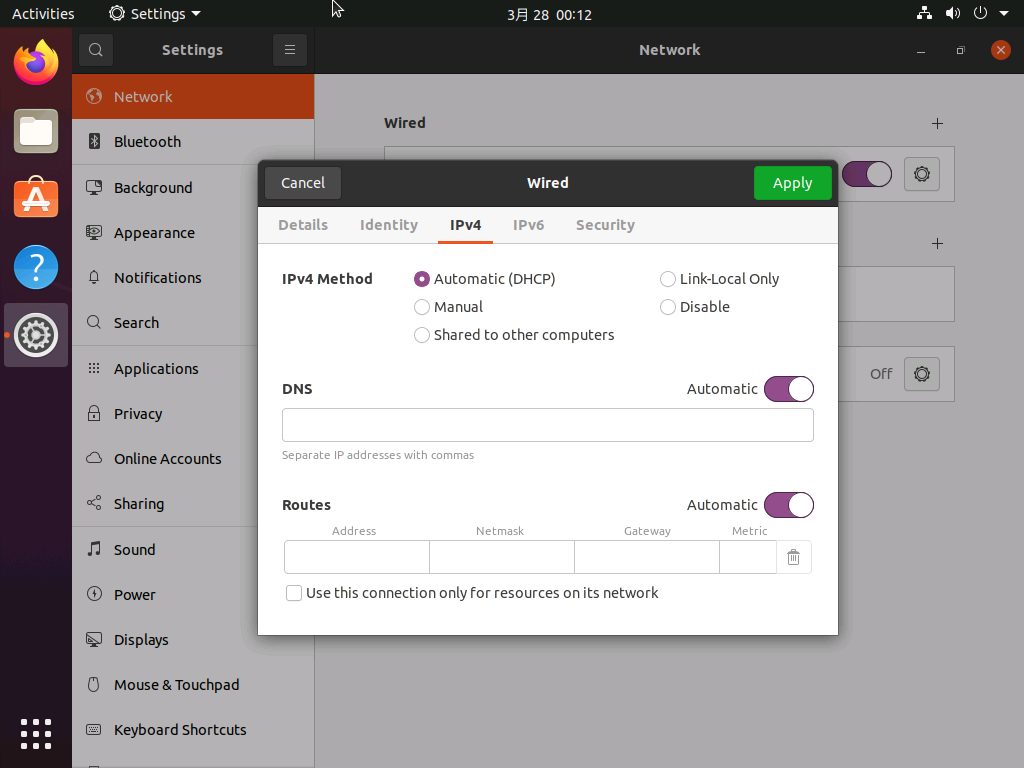 Activities
Settings
3月 28 00:12
Settings
Network
Network
Bluetooth
Background
Appearance
Notifications
Search
Applications
Privacy
Online Accounts
Sharing
Sound
Power
Displays
Mouse & Touchpad
Keyboard Shortcuts
Wired
Off
Cancel
Wired
Apply
Details
Identity
IPv4
IPv6
Security
IPv4 Method
Automatic (DHCP)
Link-Local Only
Manual
Disable
Shared to other computers
DNS
Automatic
Separate IP addresses with commas
Routes
Automatic
Address
Netmask
Gateway
Metric
Use this connection only for resources on its network